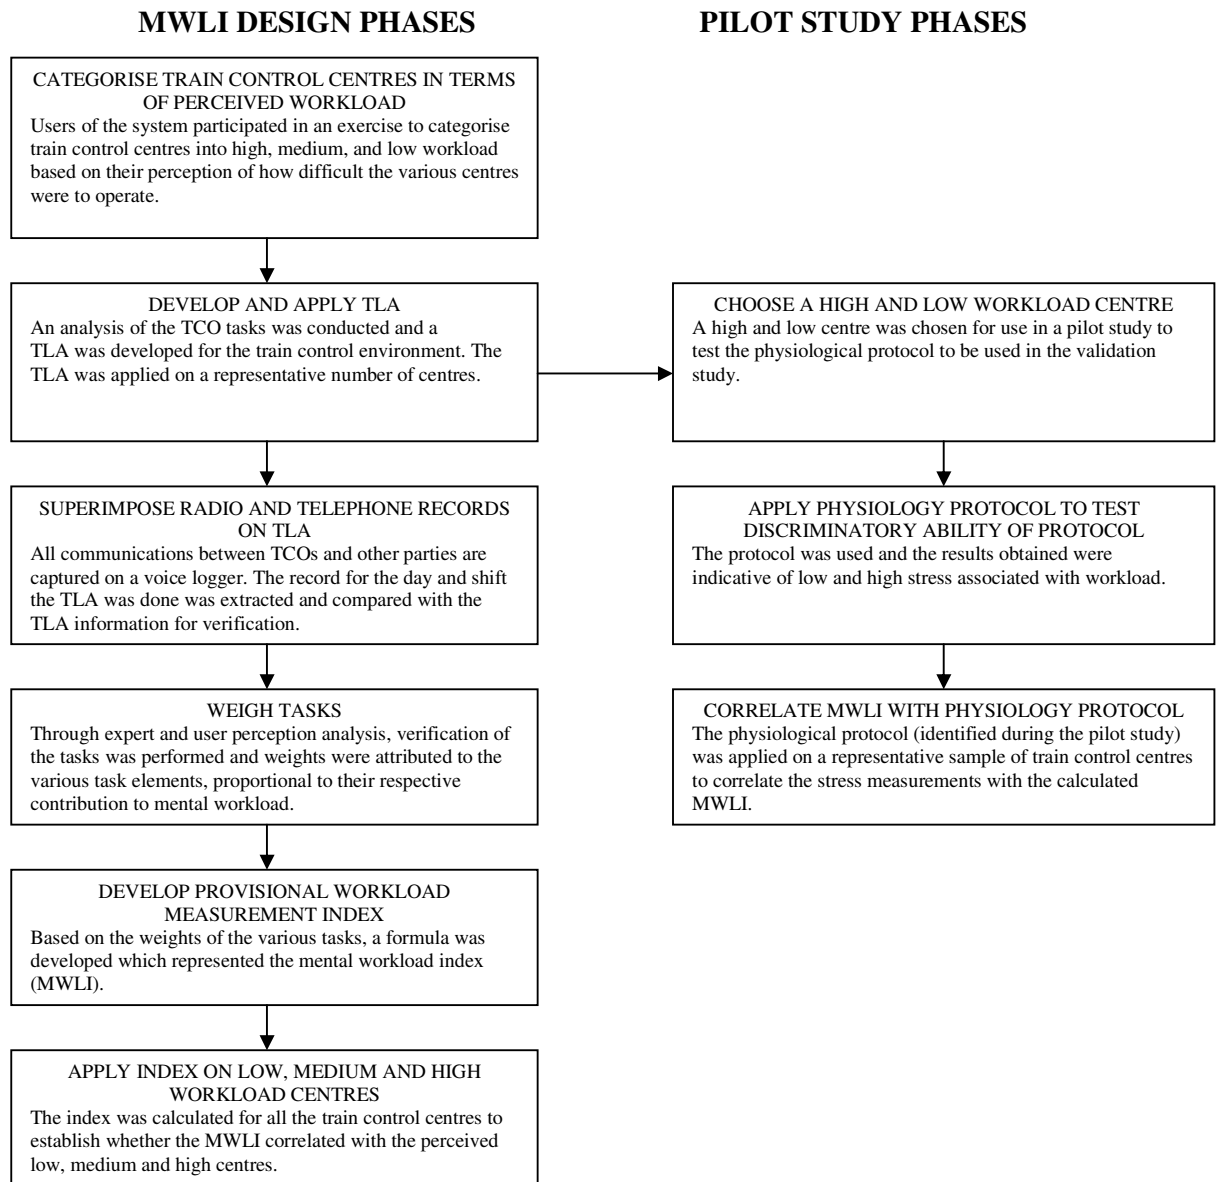 MWLI DESIGN PHASES
PILOT STUDY PHASES
CATEGORISE TRAIN CONTROL CENTRES IN TERMS
OF PERCEIVED WORKLOAD
Users of the system participated in an exercise to categorise
train control centres into high, medium, and low workload
based on their perception of how difficult the various centres
were to operate.
DEVELOP AND APPLY TLA
An analysis of the TCO tasks was conducted and a
TLA was developed for the train control environment. The
TLA was applied on a representative number of centres.
SUPERIMPOSE RADIO AND TELEPHONE RECORDS
ON TLA
All communications between TCOs and other parties are
captured on a voice logger. The record for the day and shift
the TLA was done was extracted and compared with the
TLA information for verification.
WEIGH TASKS
Through expert and user perception analysis, verification of
the tasks was performed and weights were attributed to the
various task elements, proportional to their respective
contribution to mental workload.
DEVELOP PROVISIONAL WORKLOAD
MEASUREMENT INDEX
Based on the weights of the various tasks, a formula was
developed which represented the mental workload index
(MWLI).
APPLY INDEX ON LOW, MEDIUM AND HIGH
WORKLOAD CENTRES
The index was calculated for all the train control centres to
establish whether the MWLI correlated with the perceived
low, medium and high centres.
CHOOSE A HIGH AND LOW WORKLOAD CENTRE
A high and low centre was chosen for use in a pilot study to
test the physiological protocol to be used in the validation
study.
APPLY PHYSIOLOGY PROTOCOL TO TEST
DISCRIMINATORY ABILITY OF PROTOCOL
The protocol was used and the results obtained were
indicative of low and high stress associated with workload.
CORRELATE MWLI WITH PHYSIOLOGY PROTOCOL
The physiological protocol (identified during the pilot study)
was applied on a representative sample of train control centres
to correlate the stress measurements with the calculated
MWLI.